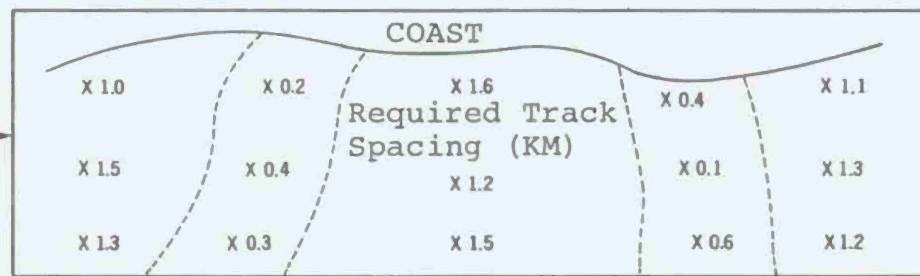 COAST
X 1.0 X 0.2 X 1.6 X 0.4 X 1.1
Required Track
Spacing (KM)
X 1.5 X 0.4 X 1.2 X 0.1 X 1.3
X 1.3 X 0.3 X 1.5 X 0.6 X 1.2